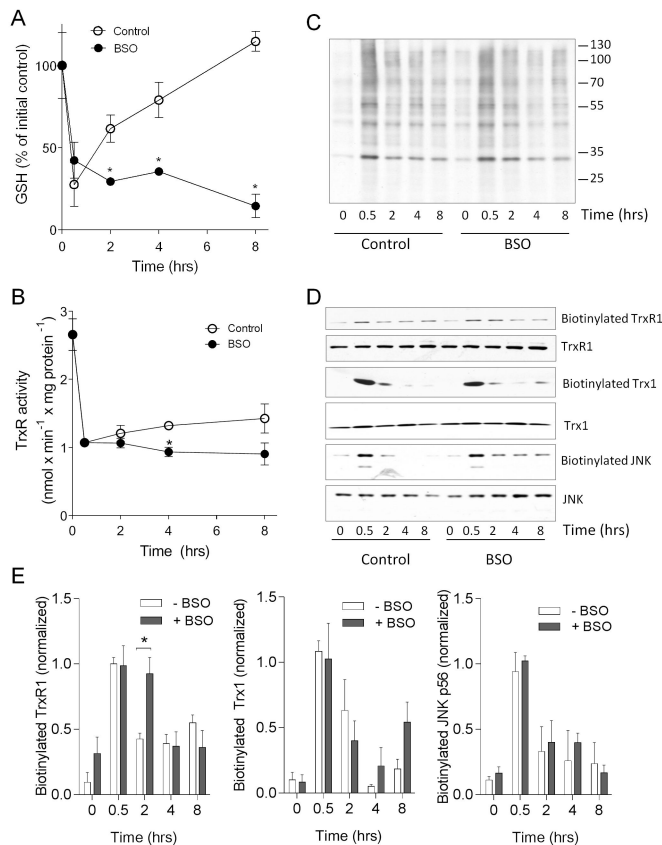 A
Control
BSO
100
50
0
GSH (% of initial control)
*
*
*
0
2
4
6
8
Time (hrs)
B
3
2
1
0
TrxR activity
(nmol x min⁻¹ x mg protein⁻¹)
Control
BSO
*
0
2
4
6
8
Time (hrs)
C
130
100
70
55
35
25
0 0.5 2 4 8 0 0.5 2 4 8 Time (hrs)
Control BSO
D
Biotinylated TrxR1
TrxR1
Biotinylated Trx1
Trx1
Biotinylated JNK
JNK
0 0.5 2 4 8 0 0.5 2 4 8 Time (hrs)
Control BSO
E
1.5
1.0
0.5
0.0
Biotinylated TrxR1 (normalized)
- BSO
+ BSO
*
0 0.5 2 4 8
Time (hrs)
1.5
1.0
0.5
0.0
Biotinylated Trx1 (normalized)
- BSO
+ BSO
0 0.5 2 4 8
Time (hrs)
1.5
1.0
0.5
0.0
Biotinylated JNK p56 (normalized)
- BSO
+ BSO
0 0.5 2 4 8
Time (hrs)